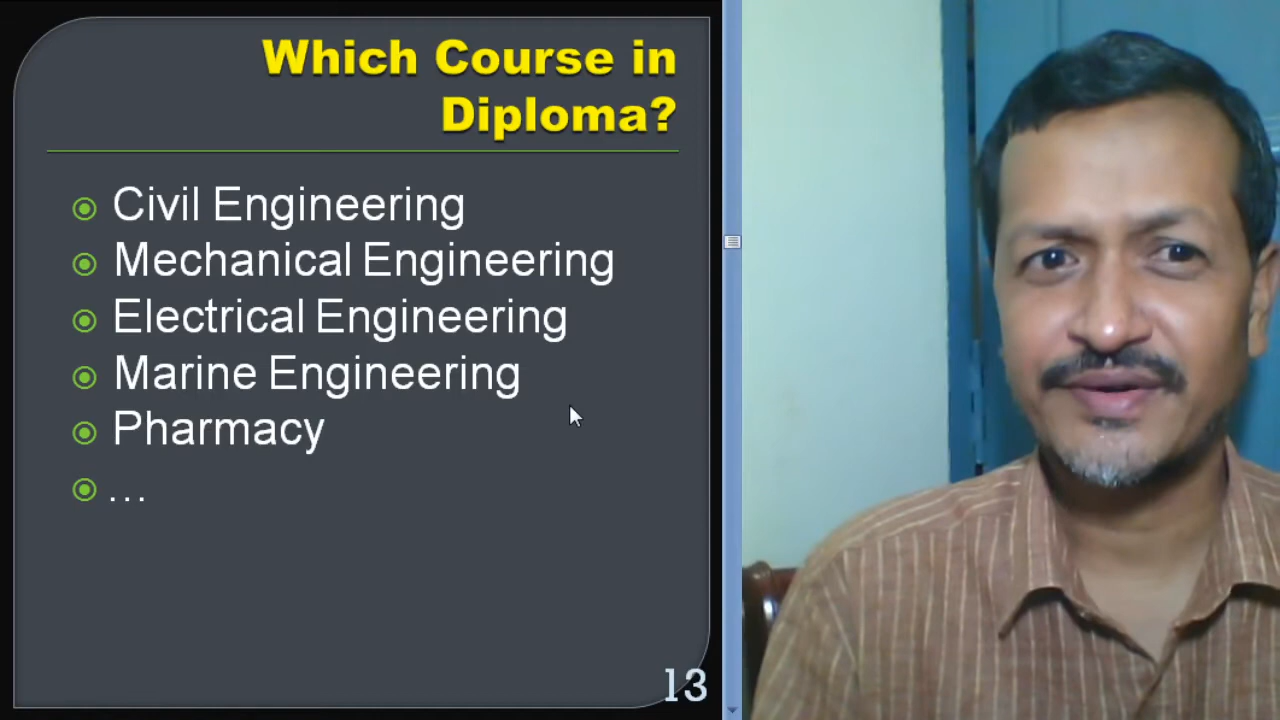 Which Course in
Diploma?
Civil Engineering
Mechanical Engineering
Electrical Engineering
Marine Engineering
Pharmacy
...
13